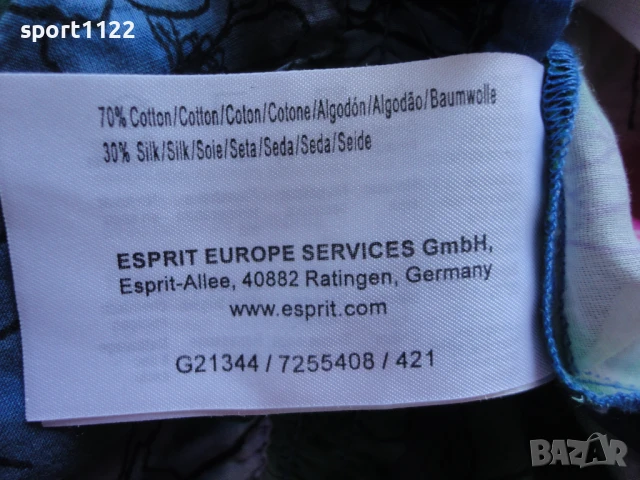 sport1122
70% Cotton/Cotton/Coton/Cotone/Algodón/Algodão/Baumwolle
30% Silk/Silk/Soie/Seta/Seda/Seda/Seide
ESPRIT EUROPE SERVICES GmbH,
Esprit-Allee, 40882 Ratingen, Germany
www.esprit.com
G21344 / 7255408 / 421
BAZAR